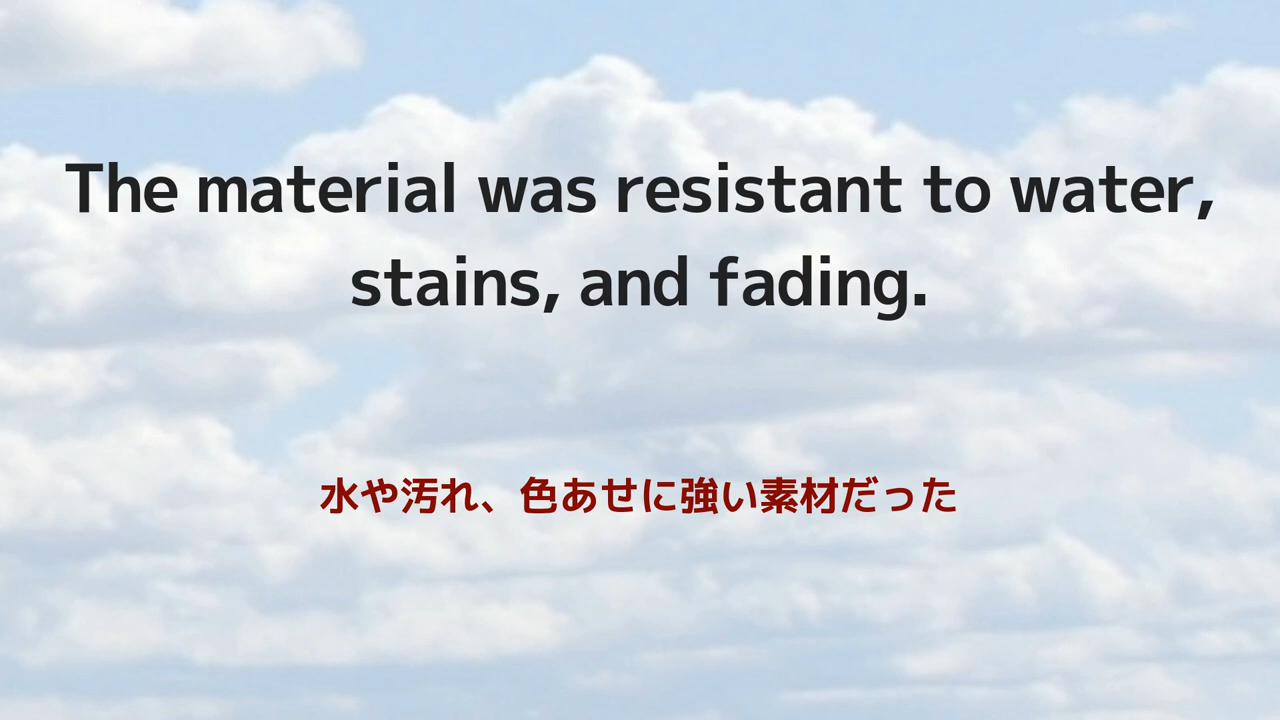 The material was resistant to water,
stains, and fading.
水や汚れ、色あせに強い素材だった